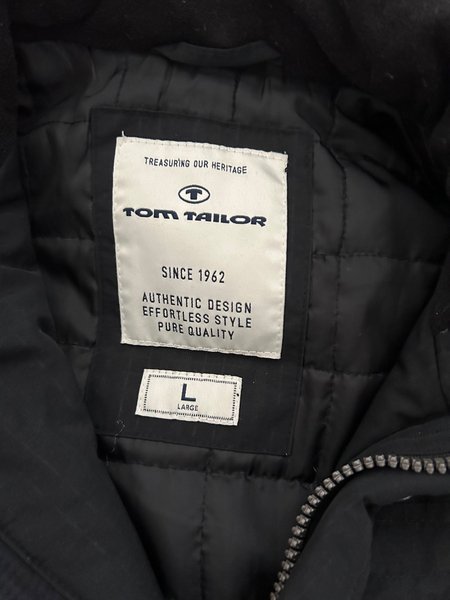 TREASURING OUR HERITAGE
T
TOM TAILOR
SINCE 1962
AUTHENTIC DESIGN
EFFORTLESS STYLE
PURE QUALITY
L
LARGE